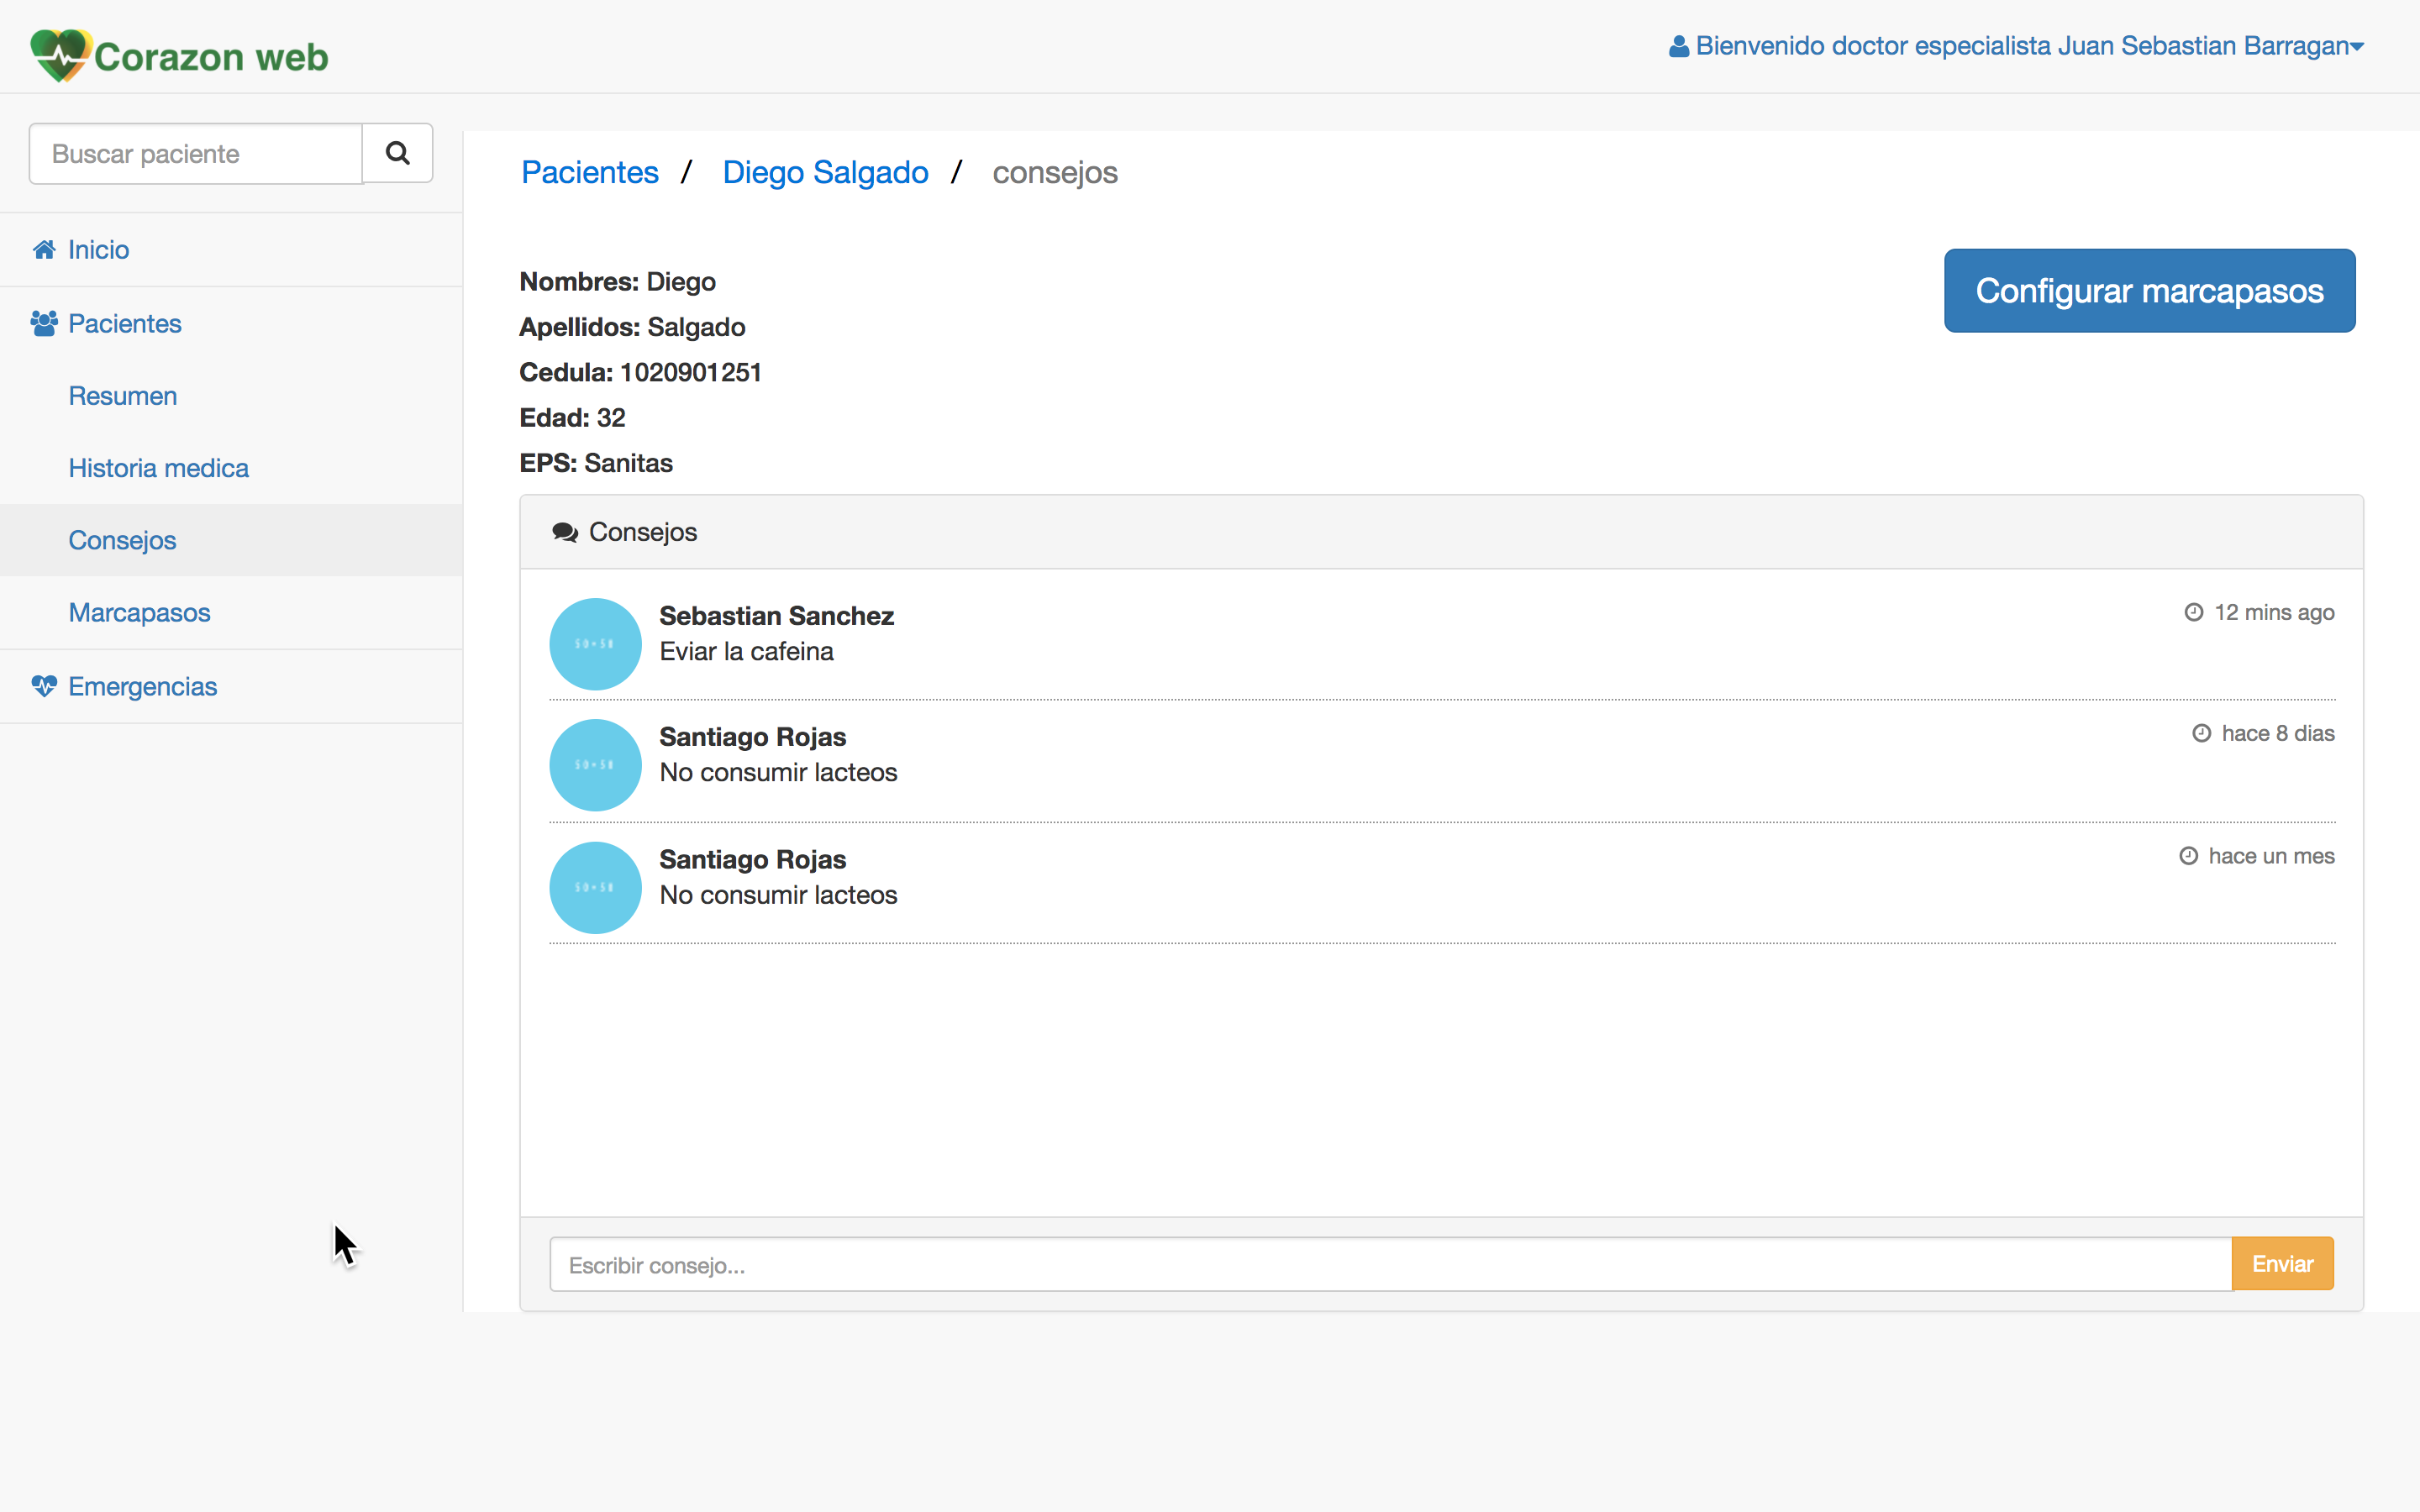 Corazon web
Bienvenido doctor especialista Juan Sebastian Barragan
Buscar paciente
Inicio
Pacientes
Resumen
Historia medica
Consejos
Marcapasos
Emergencias
Pacientes / Diego Salgado / consejos
Configurar marcapasos
Nombres: Diego
Apellidos: Salgado
Cedula: 1020901251
Edad: 32
EPS: Sanitas
Consejos
Sebastian Sanchez
12 mins ago
Eviar la cafeina
Santiago Rojas
hace 8 dias
No consumir lacteos
Santiago Rojas
hace un mes
No consumir lacteos
Escribir consejo...
Enviar